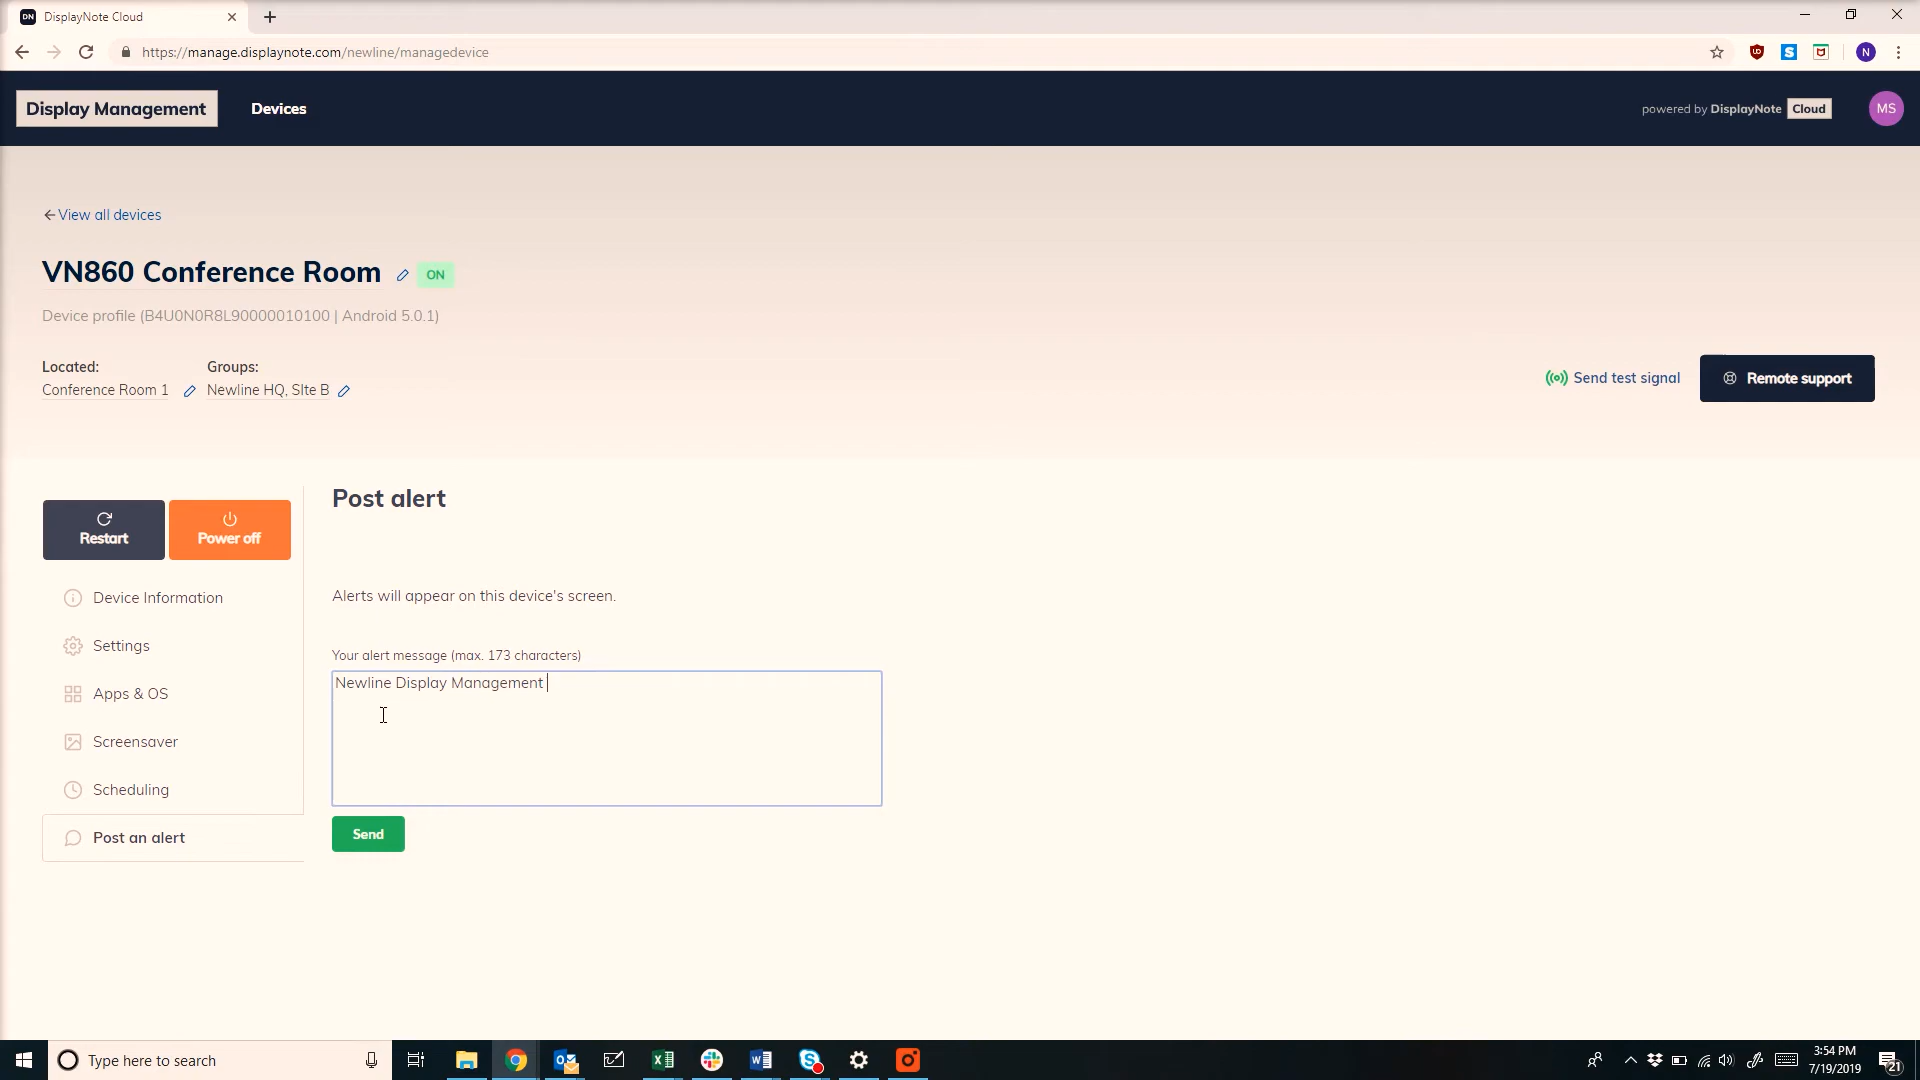 DN DisplayNote Cloud
https://manage.displaynote.com/newline/managedevice
N
Display Management
Devices
powered by DisplayNote Cloud
MS
View all devices
VN860 Conference Room
ON
Device profile (B4U0N0R8L90000010100 | Android 5.0.1)
Located:
Groups:
Conference Room 1
Newline HQ, SIte B
Send test signal
Remote support
Post alert
Restart
Power off
Alerts will appear on this device's screen.
Device Information
Settings
Apps & OS
Screensaver
Scheduling
Post an alert
Your alert message (max. 173 characters)
Newline Display Management
Send
Type here to search
3:54 PM
7/19/2019
21